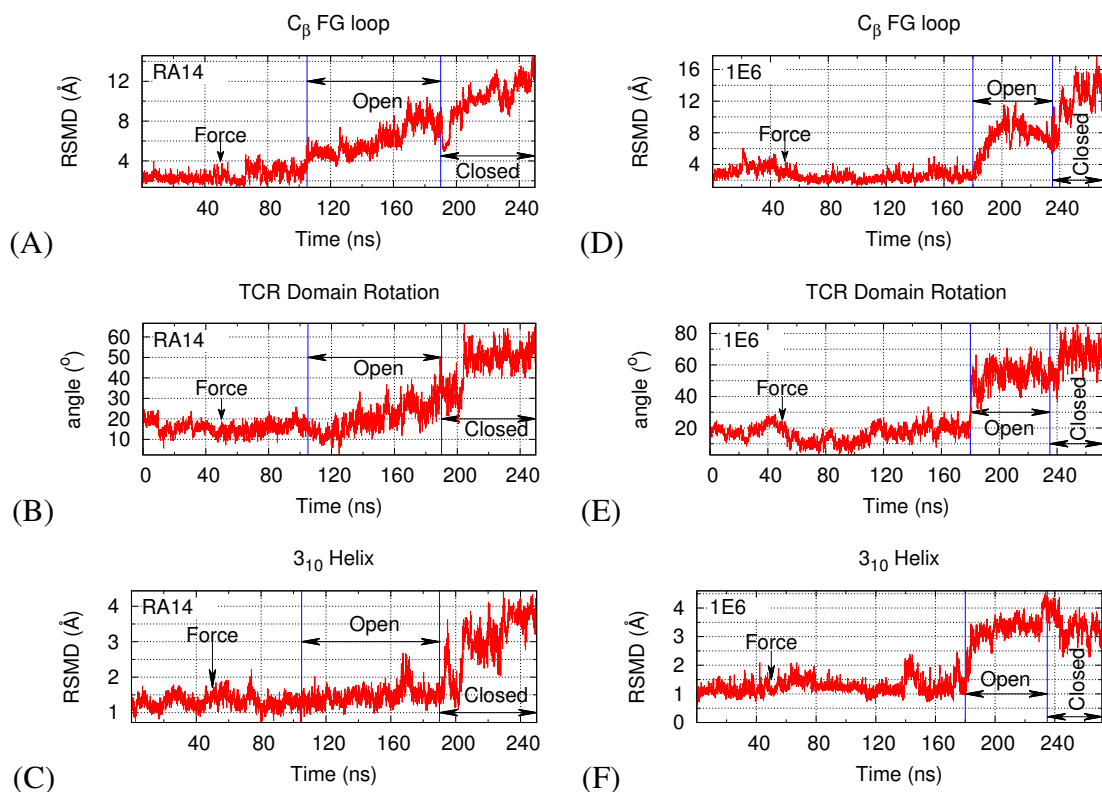 C_β FG loop
RSMD (Å)
12
8
4
RA14
Open
Force
Closed
40 80 120 160 200 240
Time (ns)
(A)
C_β FG loop
RSMD (Å)
16
12
8
4
1E6
Open
Force
Closed
40 80 120 160 200 240
Time (ns)
(D)
TCR Domain Rotation
angle (°)
60
50
40
30
20
10
RA14
Open
Force
Closed
0 40 80 120 160 200 240
Time (ns)
(B)
TCR Domain Rotation
angle (°)
80
60
40
20
1E6
Force
Open
Closed
0 40 80 120 160 200 240
Time (ns)
(E)
3₁₀ Helix
RSMD (Å)
4
3
2
1
RA14
Force
Open
Closed
40 80 120 160 200 240
Time (ns)
(C)
3₁₀ Helix
RSMD (Å)
4
3
2
1
0
1E6
Force
Open
Closed
40 80 120 160 200 240
Time (ns)
(F)